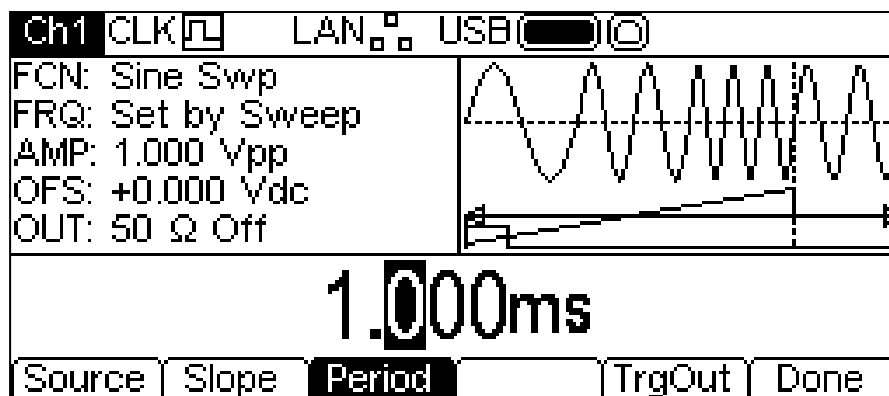 Ch1 CLK LAN USB
FCN: Sine Swp
FRQ: Set by Sweep
AMP: 1.000 Vpp
OFS: +0.000 Vdc
OUT: 50 Ω Off
1.000ms
Source Slope Period TrgOut Done